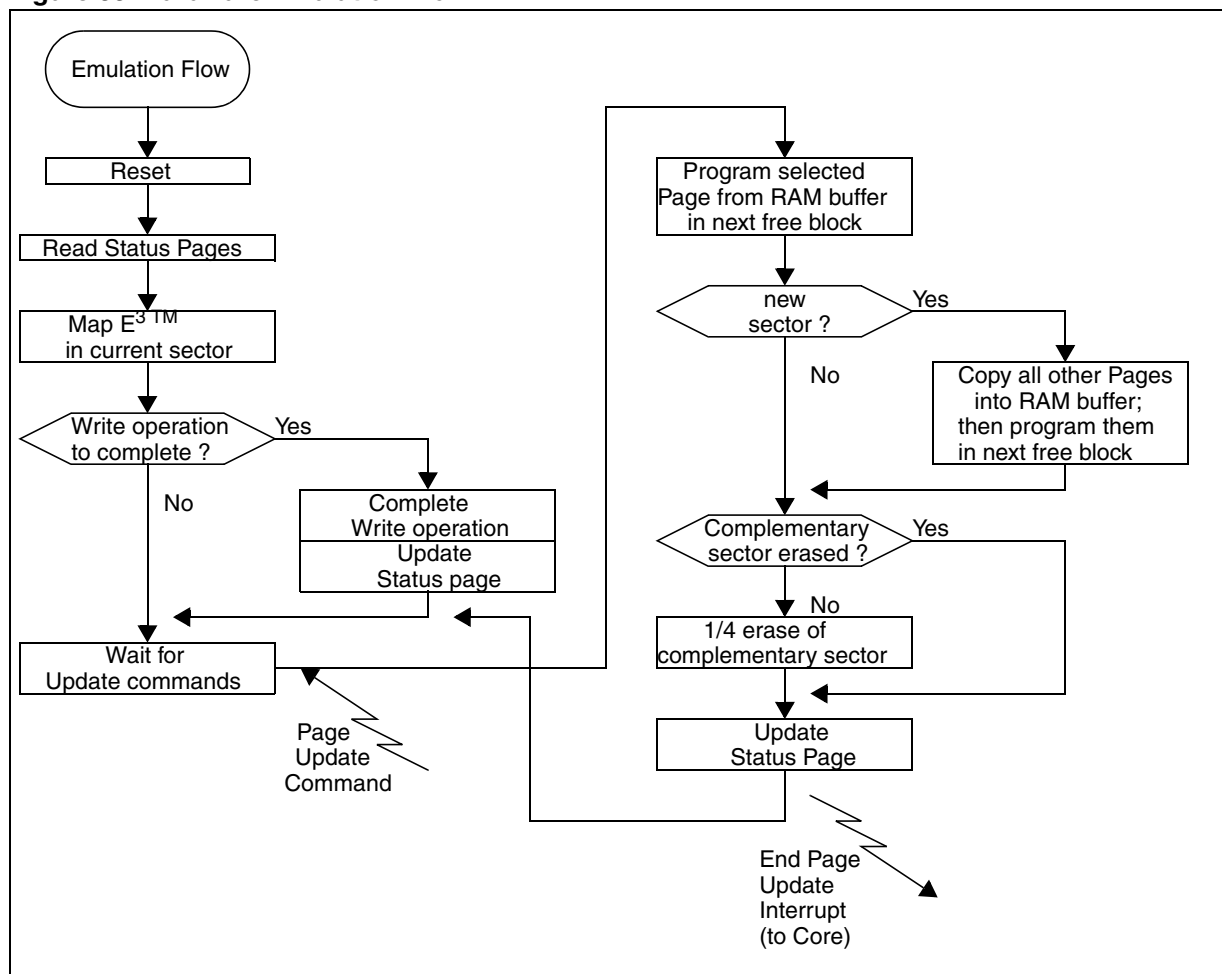 Emulation Flow
Reset
Read Status Pages
Map E3 TM
in current sector
Write operation
to complete ?
Yes
No
Complete
Write operation
Update
Status page
Wait for
Update commands
Page
Update
Command
Program selected
Page from RAM buffer
in next free block
new
sector ?
Yes
No
Copy all other Pages
into RAM buffer;
then program them
in next free block
Complementary
sector erased ?
Yes
No
1/4 erase of
complementary sector
Update
Status Page
End Page
Update
Interrupt
(to Core)